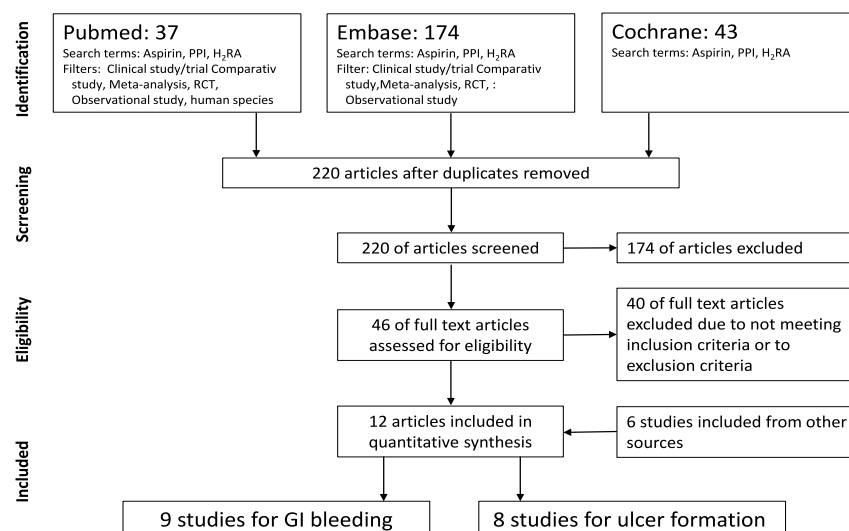 Identification
Pubmed: 37
Search terms: Aspirin, PPI, H₂RA
Filters: Clinical study/trial Comparativ
study, Meta-analysis, RCT,
Observational study, human species
Embase: 174
Search terms: Aspirin, PPI, H₂RA
Filter: Clinical study/trial Comparativ
study,Meta-analysis, RCT, :
Observational study
Cochrane: 43
Search terms: Aspirin, PPI, H₂RA
Scrreening
220 articles after duplicates removed
220 of articles screened
174 of articles excluded
Eligibility
46 of full text articles
assessed for eligibility
40 of full text articles
excluded due to not meeting
inclusion criteria or to
exclusion criteria
Included
12 articles included in
quantitative synthesis
6 studies included from other
sources
9 studies for GI bleeding
8 studies for ulcer formation